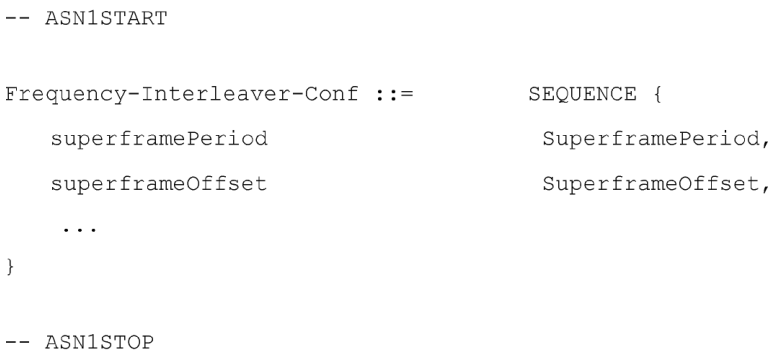 -- ASN1START
Frequency-Interleaver-Conf ::= SEQUENCE {
superframePeriod SuperframePeriod,
superframeOffset SuperframeOffset,
...
}
-- ASN1STOP